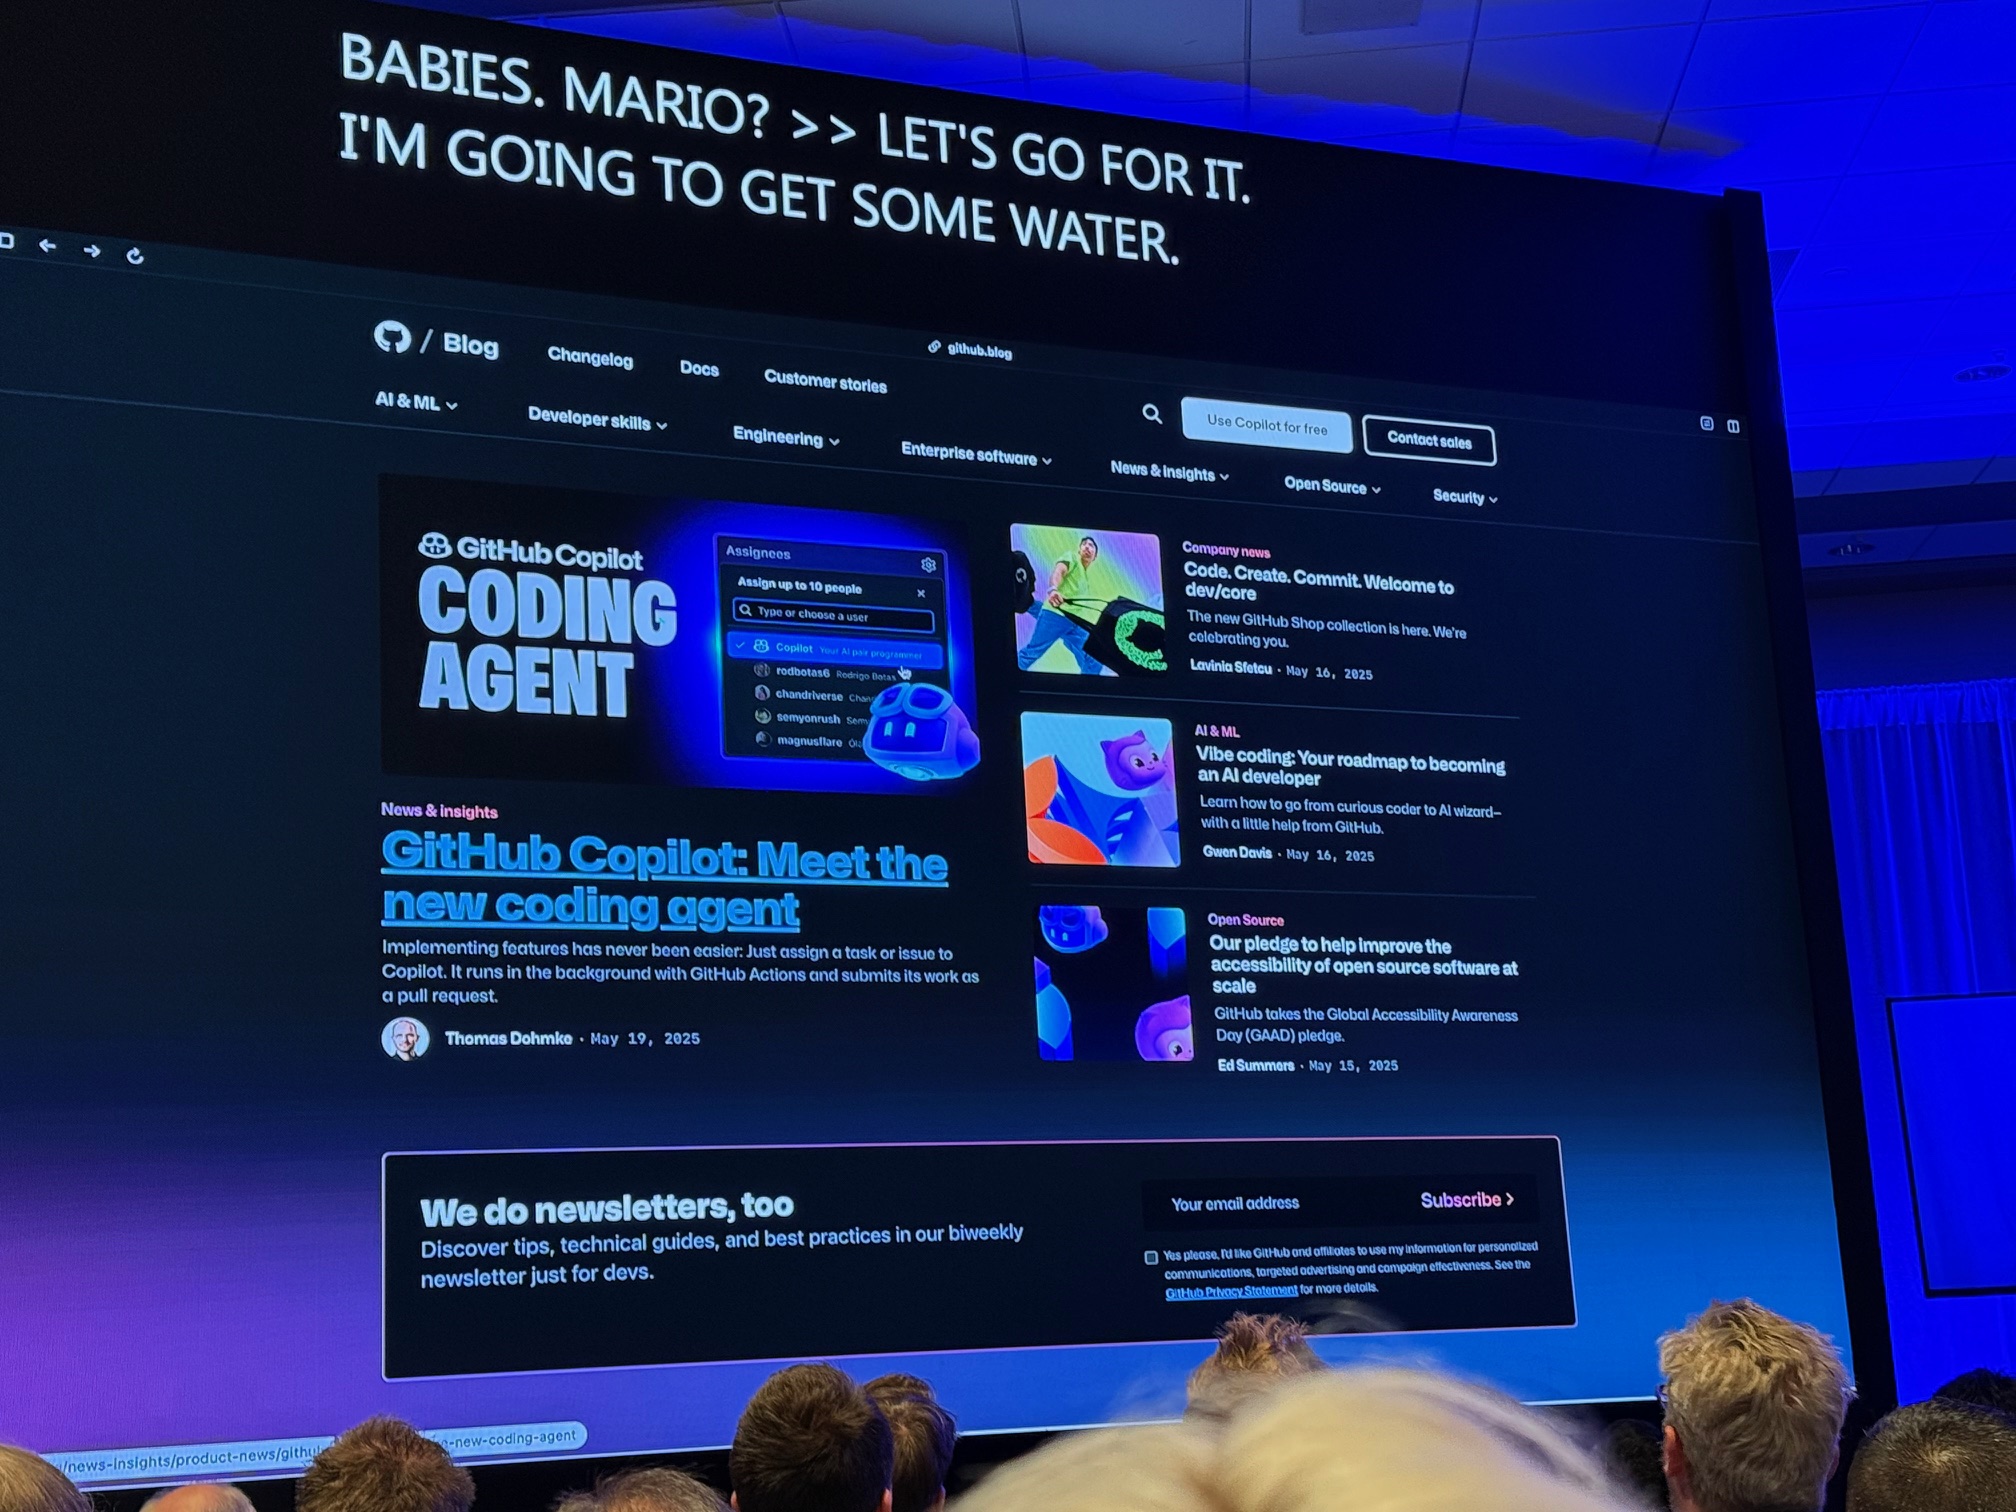 BABIES. MARIO? >> LET'S GO FOR IT.
I'M GOING TO GET SOME WATER.
github.blog
/ Blog
Changelog
Docs
Customer stories
Use Copilot for free
Contact sales
AI & ML
Developer skills
Engineering
Enterprise software
News & insights
Open Source
Security
GitHub Copilot
CODING
AGENT
Assignees
Assign up to 10 people
Type or choose a user
Copilot Your AI pair programmer
rodbotas6 Rodrigo Botas
chandriverse
semyonrush
magnusflare
News & insights
GitHub Copilot: Meet the
new coding agent
Implementing features has never been easier: Just assign a task or issue to
Copilot. It runs in the background with GitHub Actions and submits its work as
a pull request.
Thomas Dohmke · May 19, 2025
Company news
Code. Create. Commit. Welcome to
dev/core
The new GitHub Shop collection is here. We're
celebrating you.
Lavinia Sfetcu · May 16, 2025
AI & ML
Vibe coding: Your roadmap to becoming
an AI developer
Learn how to go from curious coder to AI wizard—
with a little help from GitHub.
Gwen Davis · May 16, 2025
Open Source
Our pledge to help improve the
accessibility of open source software at
scale
GitHub takes the Global Accessibility Awareness
Day (GAAD) pledge.
Ed Summers · May 15, 2025
We do newsletters, too
Discover tips, technical guides, and best practices in our biweekly
newsletter just for devs.
Your email address
Subscribe
Yes please, I'd like GitHub and affiliates to use my information for personalized
communications, targeted advertising and campaign effectiveness. See the
GitHub Privacy Statement for more details.
/news-insights/product-news/githu
-new-coding-agent